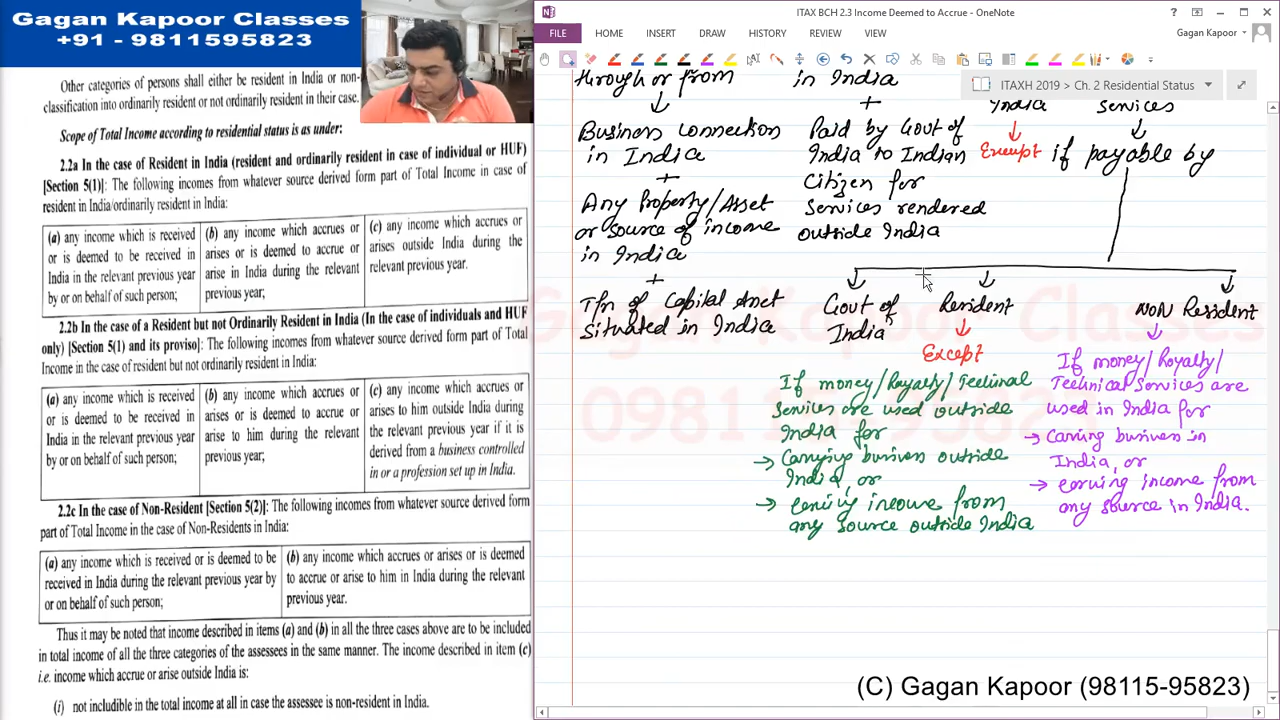 Gagan Kapoor Classes
+91 - 9811595823
Other categories of persons shall either be resident in India or non-
classification into ordinarily resident or not ordinarily resident in their case.
Scope of Total Income according to residential status is as under:
2.2a In the case of Resident in India (resident and ordinarily resident in case of individual or HUF)
[Section 5(1)]: The following incomes from whatever source derived form part of Total Income in case of
resident in India/ordinarily resident in India:
(a) any income which is received
or is deemed to be received in
India in the relevant previous year
by or on behalf of such person;
(b) any income which accrues or
arises or is deemed to accrue or
arise in India during the relevant
previous year;
(c) any income which accrues or
arises outside India during the
relevant previous year.
2.2b In the case of a Resident but not Ordinarily Resident in India (In the case of individuals and HUF
only) [Section 5(1) and its proviso]: The following incomes from whatever source derived form part of Total
Income in the case of resident but not ordinarily resident in India:
(a) any income which is received
or is deemed to be received in
India in the relevant previous year
by or on behalf of such person;
(b) any income which accrues or
arises or is deemed to accrue or
arise to him during the relevant
previous year;
(c) any income which accrues or
arises to him outside India during
the relevant previous year if it is
derived from a business controlled
in or a profession set up in India.
2.2c In the case of Non-Resident [Section 5(2)]: The following incomes from whatever source derived form
part of Total Income in the case of Non-Residents in India:
(a) any income which is received or is deemed to be
received in India during the relevant previous year by
or on behalf of such person;
(b) any income which accrues or arises or is deemed
to accrue or arise to him in India during the relevant
previous year.
Thus it may be noted that income described in items (a) and (b) in all the three cases above are to be included
in total income of all the three categories of the assessees in the same manner. The income described in item (c)
i.e. income which accrue or arise outside India is:
(i) not includible in the total income at all in case the assessee is non-resident in India.
ITAX BCH 2.3 Income Deemed to Accrue - OneNote
FILE HOME INSERT DRAW HISTORY REVIEW VIEW
Gagan Kapoor
ITAXH 2019 > Ch. 2 Residential Status
through or from
Business connection
in India
+
Any Property/Asset
or source of income
in India
+
Tfn of Capital Asset
situated in India
in India
+
Paid by Govt of
India to Indian
Citizen for
Services rendered
outside India
India
Except
Services
if payable by
Govt of
India
Resident
Except
If money/Royalty/Technical
services are used outside
India for
→ Carrying business outside
India, or
→ earning income from
any source outside India
NON Resident
If money/Royalty/
Technical Services are
used in India for
→ Carrying business in
India, or
→ earning income from
any source in India.
(C) Gagan Kapoor (98115-95823)